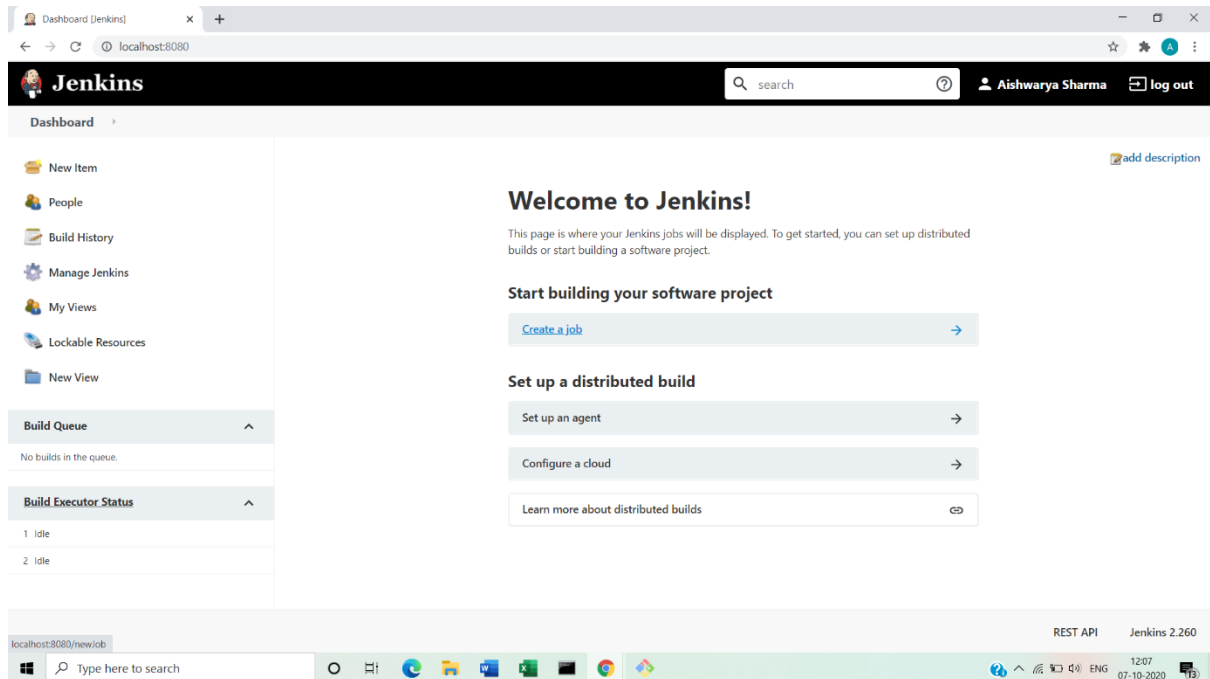 Dashboard [Jenkins]
localhost:8080
A
Jenkins
search
Aishwarya Sharma
log out
Dashboard
New Item
People
Build History
Manage Jenkins
My Views
Lockable Resources
New View
Build Queue
No builds in the queue.
Build Executor Status
1 Idle
2 Idle
add description
Welcome to Jenkins!
This page is where your Jenkins jobs will be displayed. To get started, you can set up distributed
builds or start building a software project.
Start building your software project
Create a job
Set up a distributed build
Set up an agent
Configure a cloud
Learn more about distributed builds
REST API Jenkins 2.260
localhost:8080/newJob
Type here to search
ENG
12:07
07-10-2020
13